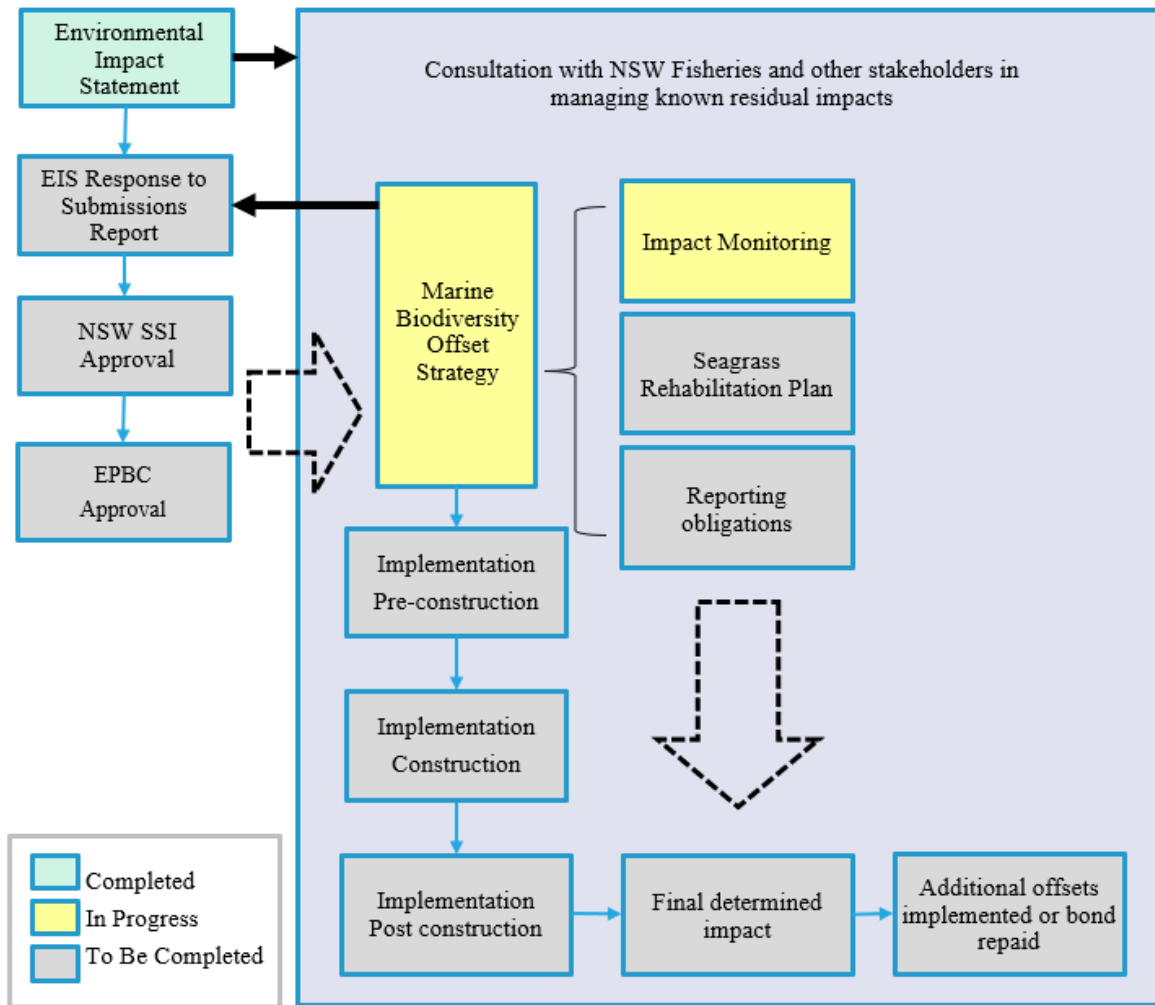 Environmental
Impact
Statement
Consultation with NSW Fisheries and other stakeholders in
managing known residual impacts
EIS Response to
Submissions
Report
NSW SSI
Approval
EPBC
Approval
Marine
Biodiversity
Offset
Strategy
Impact Monitoring
Seagrass
Rehabilitation Plan
Reporting
obligations
Implementation
Pre-construction
Implementation
Construction
Implementation
Post construction
Final determined
impact
Additional offsets
implemented or bond
repaid
Completed
In Progress
To Be Completed